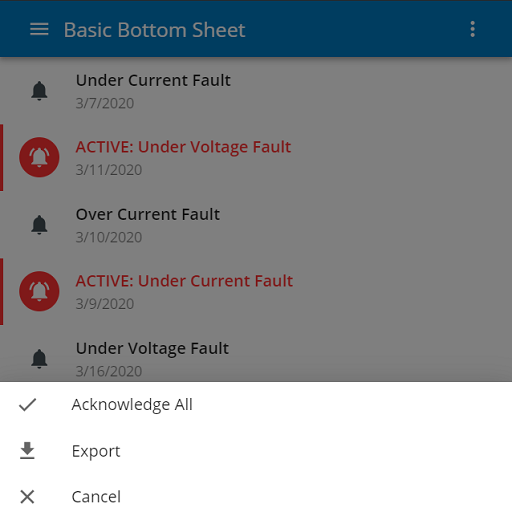 Basic Bottom Sheet
Under Current Fault
3/7/2020
ACTIVE: Under Voltage Fault
3/11/2020
Over Current Fault
3/10/2020
ACTIVE: Under Current Fault
3/9/2020
Under Voltage Fault
3/16/2020
Acknowledge All
Export
Cancel